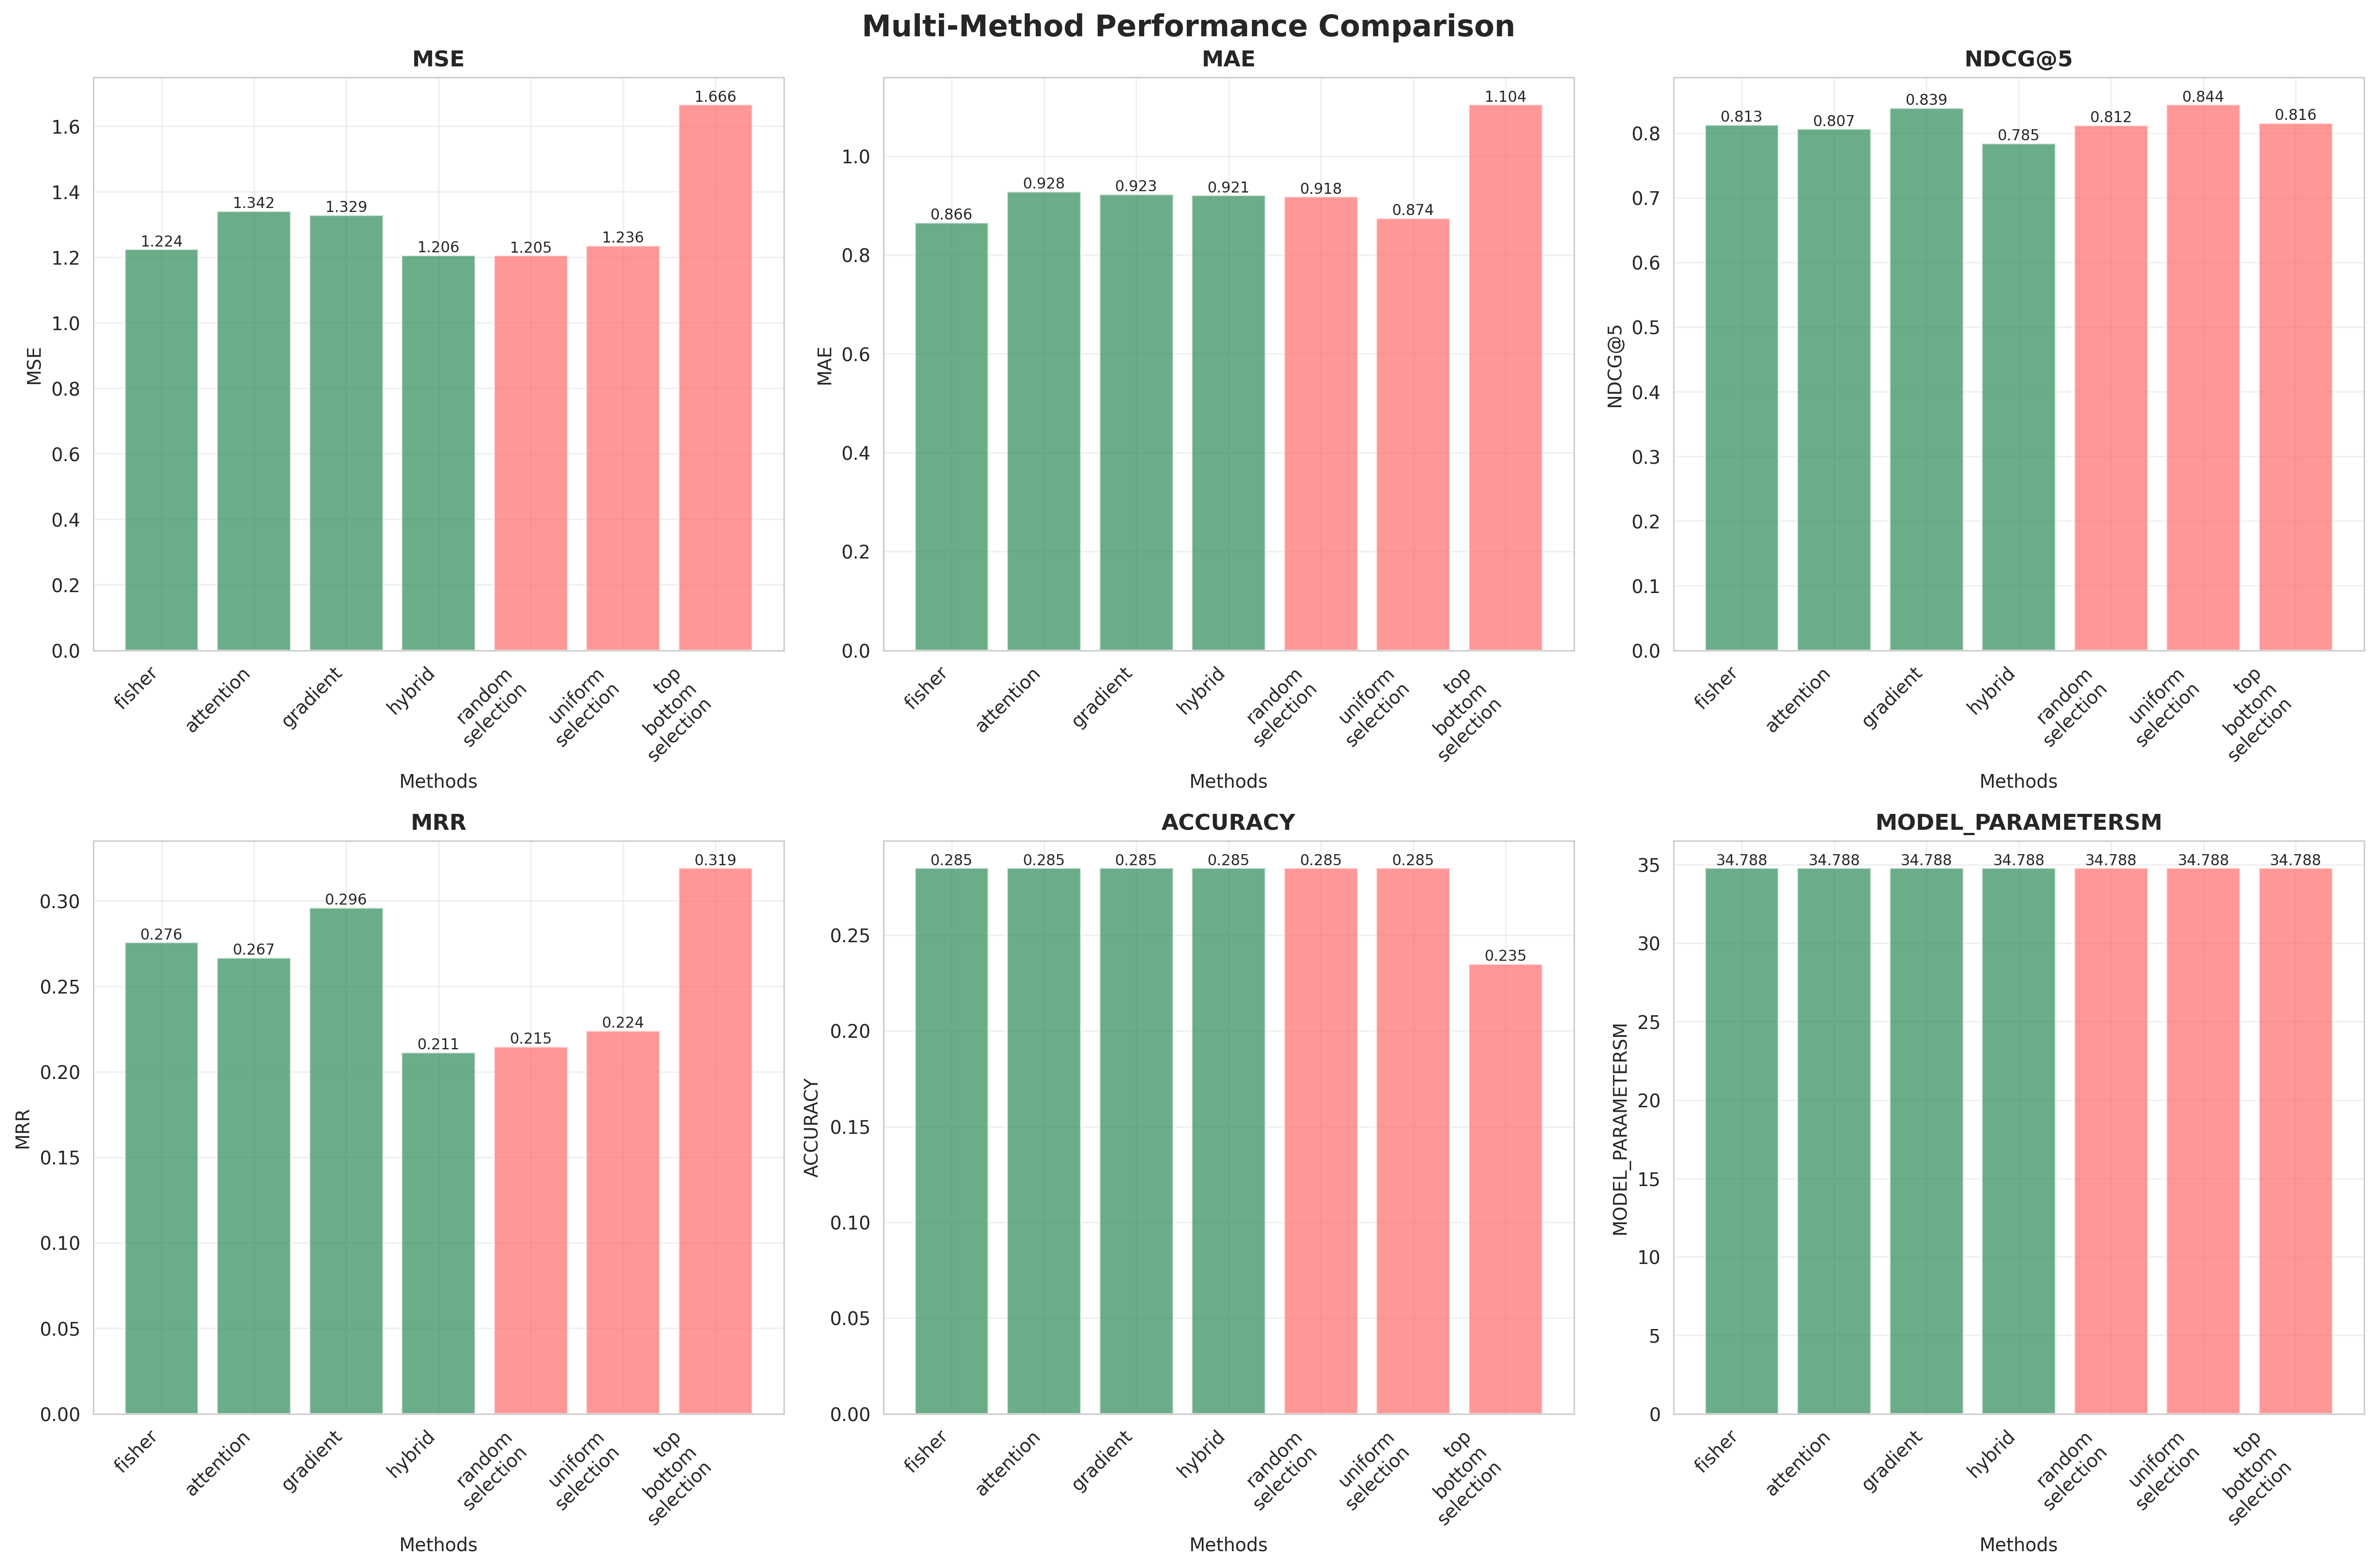 Multi-Method Performance Comparison
MSE
MSE
1.6
1.4
1.2
1.0
0.8
0.6
0.4
0.2
0.0
1.224
1.342
1.329
1.206
1.205
1.236
1.666
fisher
attention
gradient
hybrid
random
selection
uniform
selection
top
bottom
selection
Methods
MAE
MAE
1.0
0.8
0.6
0.4
0.2
0.0
0.866
0.928
0.923
0.921
0.918
0.874
1.104
fisher
attention
gradient
hybrid
random
selection
uniform
selection
top
bottom
selection
Methods
NDCG@5
NDCG@5
0.8
0.7
0.6
0.5
0.4
0.3
0.2
0.1
0.0
0.813
0.807
0.839
0.785
0.812
0.844
0.816
fisher
attention
gradient
hybrid
random
selection
uniform
selection
top
bottom
selection
Methods
MRR
MRR
0.30
0.25
0.20
0.15
0.10
0.05
0.00
0.276
0.267
0.296
0.211
0.215
0.224
0.319
fisher
attention
gradient
hybrid
random
selection
uniform
selection
top
bottom
selection
Methods
ACCURACY
ACCURACY
0.25
0.20
0.15
0.10
0.05
0.00
0.285
0.285
0.285
0.285
0.285
0.285
0.235
fisher
attention
gradient
hybrid
random
selection
uniform
selection
top
bottom
selection
Methods
MODEL_PARAMETERSM
MODEL_PARAMETERSM
35
30
25
20
15
10
5
0
34.788
34.788
34.788
34.788
34.788
34.788
34.788
fisher
attention
gradient
hybrid
random
selection
uniform
selection
top
bottom
selection
Methods